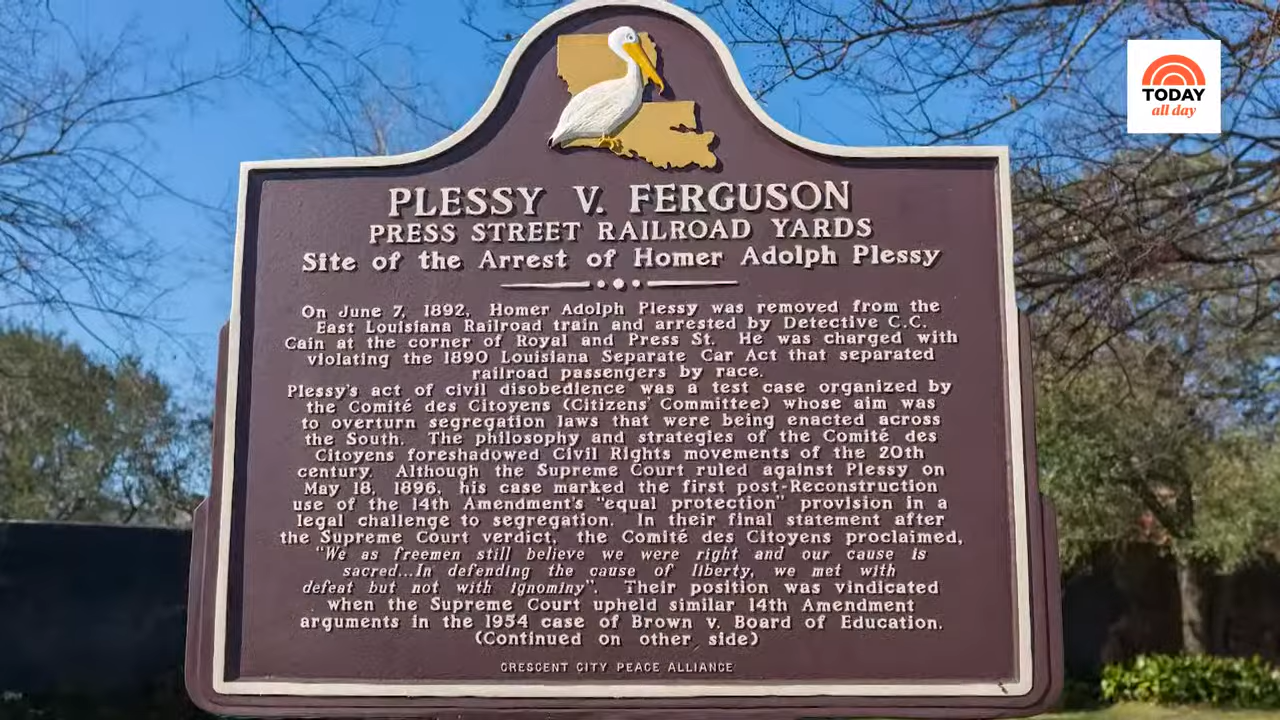 TODAY
all day
PLESSY V. FERGUSON
PRESS STREET RAILROAD YARDS
Site of the Arrest of Homer Adolph Plessy
On June 7, 1892, Homer Adolph Plessy was removed from the
East Louisiana Railroad train and arrested by Detective C.C.
Cain at the corner of Royal and Press St. He was charged with
violating the 1890 Louisiana Separate Car Act that separated
railroad passengers by race.
Plessy's act of civil disobedience was a test case organized by
the Comité des Citoyens (Citizens' Committee) whose aim was
to overturn segregation laws that were being enacted across
the South. The philosophy and strategies of the Comité des
Citoyens foreshadowed Civil Rights movements of the 20th
century. Although the Supreme Court ruled against Plessy on
May 18, 1896, his case marked the first post-Reconstruction
use of the 14th Amendment's "equal protection" provision in a
legal challenge to segregation. In their final statement after
the Supreme Court verdict, the Comité des Citoyens proclaimed,
"We as freemen still believe we were right and our cause is
sacred...In defending the cause of liberty, we met with
defeat but not with ignominy". Their position was vindicated
when the Supreme Court upheld similar 14th Amendment
arguments in the 1954 case of Brown v. Board of Education.
(Continued on other side)
CRESCENT CITY PEACE ALLIANCE